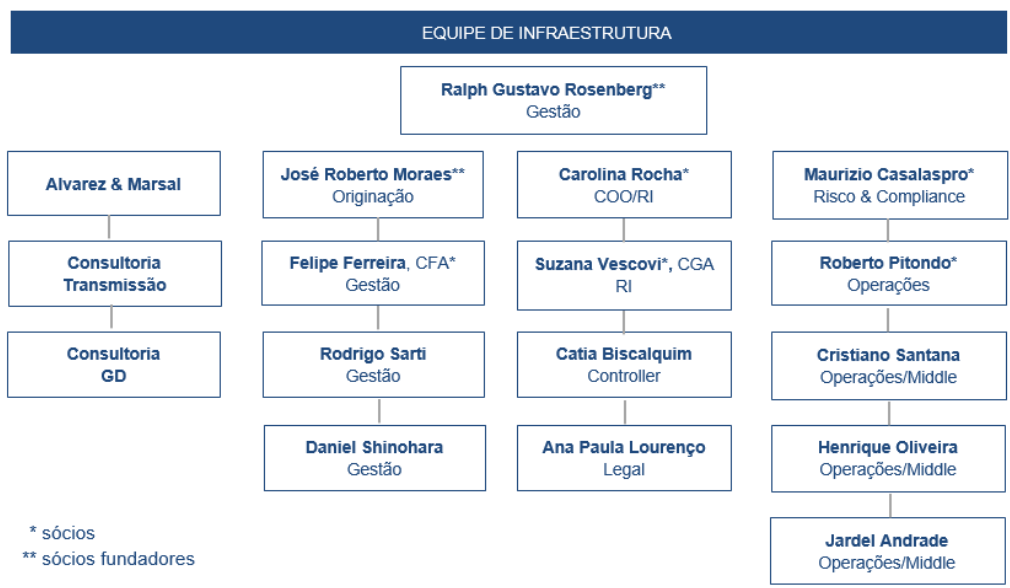 EQUIPE DE INFRAESTRUTURA
Ralph Gustavo Rosenberg**
Gestão
Alvarez & Marsal
Consultoria
Transmissão
Consultoria
GD
José Roberto Moraes**
Originação
Felipe Ferreira, CFA*
Gestão
Rodrigo Sarti
Gestão
Daniel Shinohara
Gestão
Carolina Rocha*
COO/RI
Suzana Vescovi*, CGA
RI
Catia Biscalquim
Controller
Ana Paula Lourenço
Legal
Maurizio Casalaspro*
Risco & Compliance
Roberto Pitondo*
Operações
Cristiano Santana
Operações/Middle
Henrique Oliveira
Operações/Middle
Jardel Andrade
Operações/Middle
* sócios
** sócios fundadores